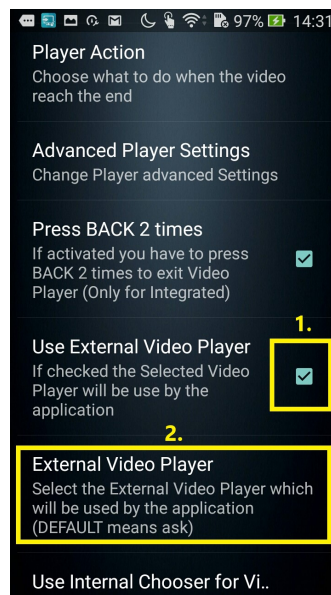 97% 14:31
Player Action
Choose what to do when the video
reach the end
Advanced Player Settings
Change Player advanced Settings
Press BACK 2 times
If activated you have to press
BACK 2 times to exit Video
Player (Only for Integrated)
1.
Use External Video Player
If checked the Selected Video
Player will be use by the
application
2.
External Video Player
Select the External Video Player which
will be used by the application
(DEFAULT means ask)
Use Internal Chooser for Vi..